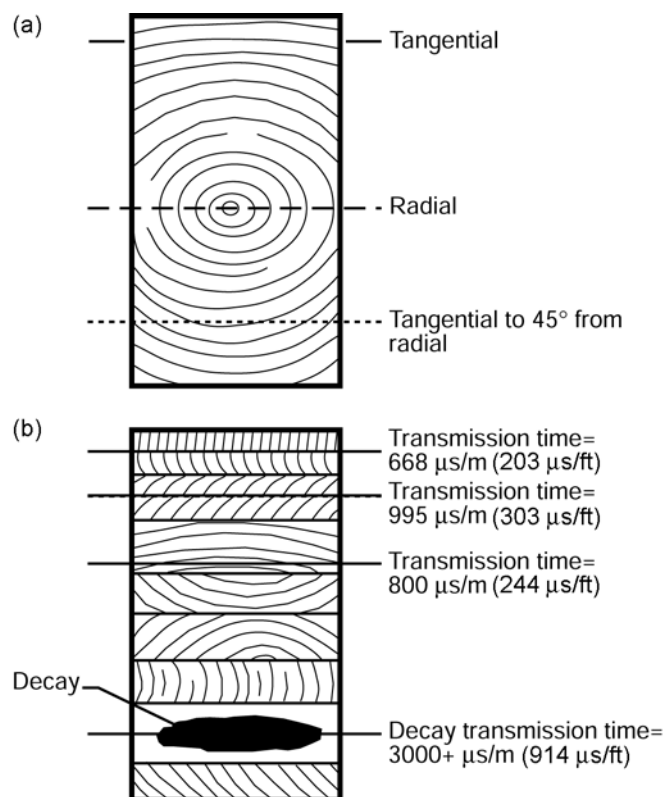 (a)
Tangential
Radial
Tangential to 45° from
radial
(b)
Transmission time=
668 μs/m (203 μs/ft)
Transmission time=
995 μs/m (303 μs/ft)
Transmission time=
800 μs/m (244 μs/ft)
Decay
Decay transmission time=
3000+ μs/m (914 μs/ft)